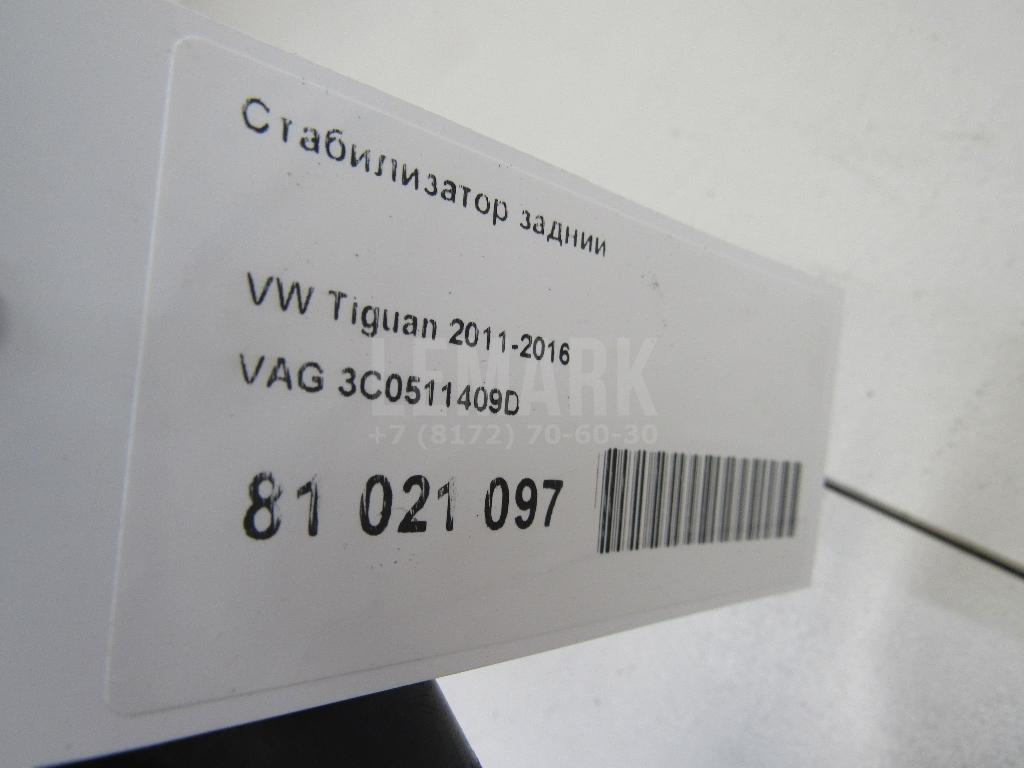 Стабилизатор задний
VW Tiguan 2011-2016
LEMARK
VAG 3C0511409D
+7 (8172) 70-60-30
81 021 097